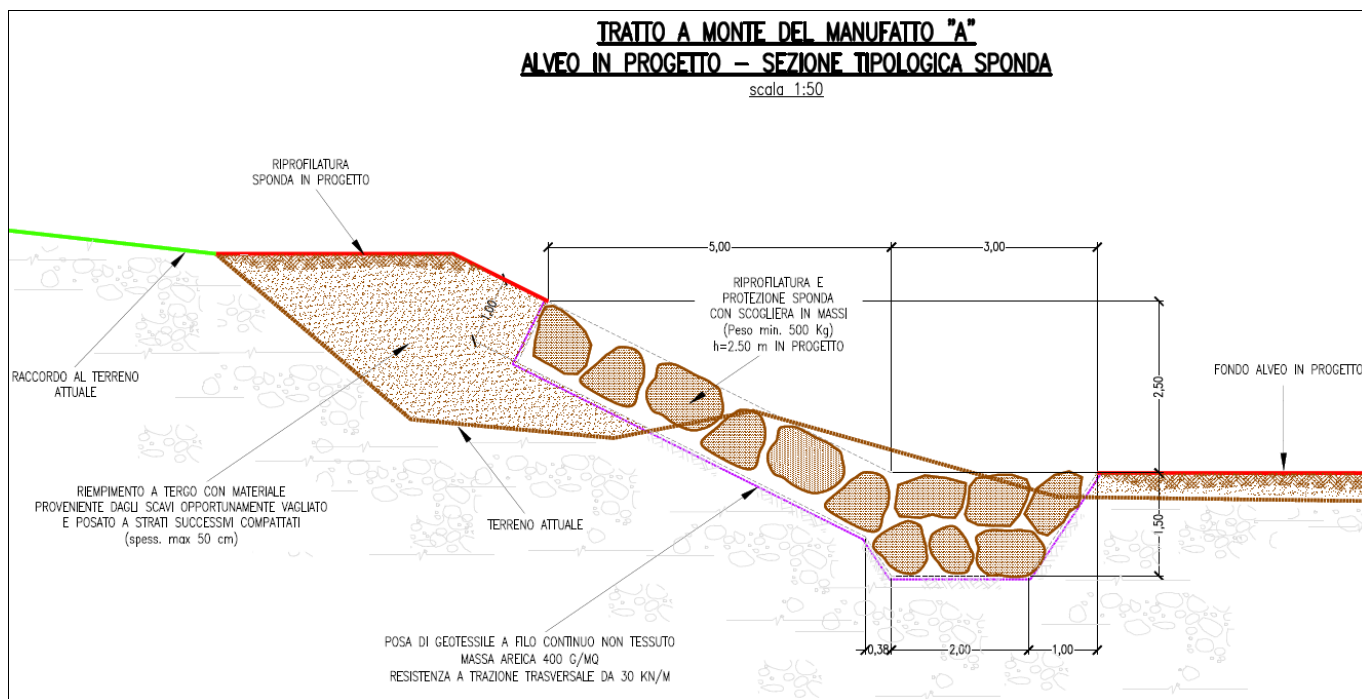 TRATTO A MONTE DEL MANUFATTO "A"
ALVEO IN PROGETTO – SEZIONE TIPOLOGICA SPONDA
scala 1:50
RIPROFILATURA
SPONDA IN PROGETTO
5,00
3,00
RIPROFILATURA E
PROTEZIONE SPONDA
CON SCOGLIERA IN MASSI
(Peso min. 500 Kg)
h=2.50 m IN PROGETTO
1,00
2,50
RACCORDO AL TERRENO
ATTUALE
FONDO ALVEO IN PROGETTO
RIEMPIMENTO A TERGO CON MATERIALE
PROVENIENTE DAGLI SCAVI OPPORTUNAMENTE VAGLIATO
E POSATO A STRATI SUCCESSIVI COMPATTATI
(spess. max 50 cm)
TERRENO ATTUALE
1,50
POSA DI GEOTESSILE A FILO CONTINUO NON TESSUTO
MASSA AREICA 400 G/MQ
RESISTENZA A TRAZIONE TRASVERSALE DA 30 KN/M
0,38
2,00
1,00